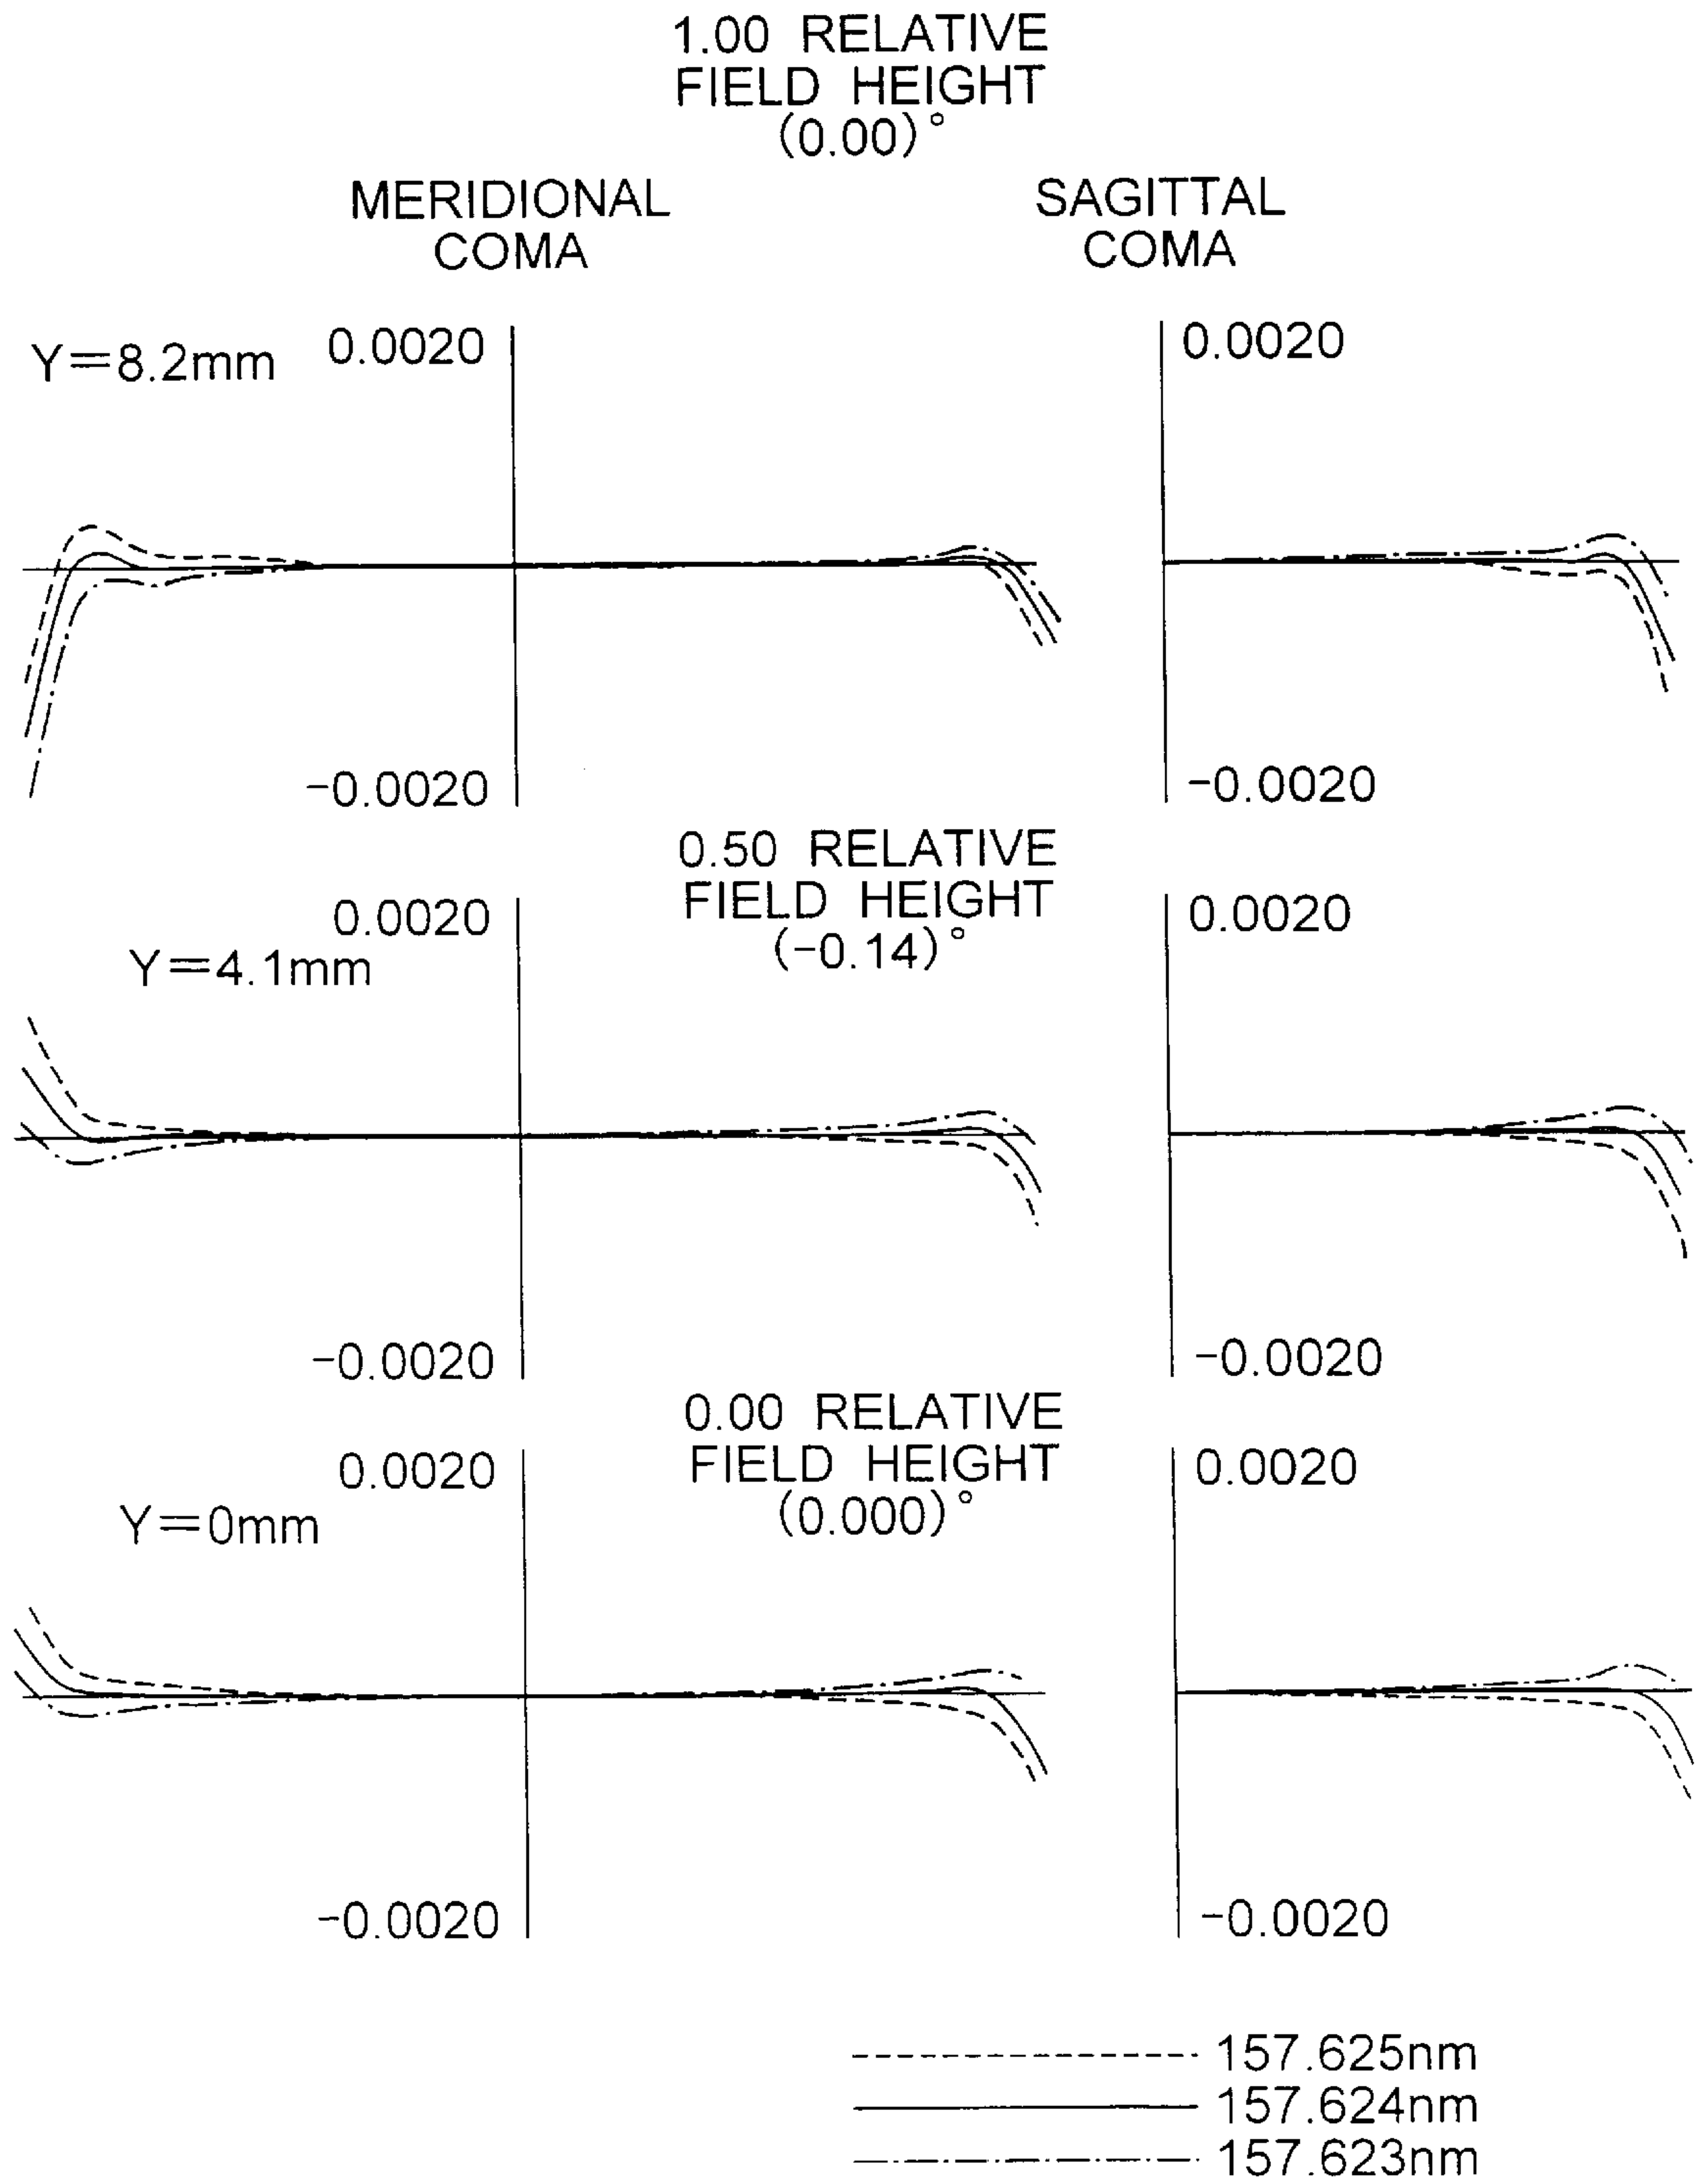 1.00 RELATIVE
FIELD HEIGHT
(0.00)°
MERIDIONAL
COMA
SAGITTAL
COMA
Y=8.2mm
0.0020
0.0020
-0.0020
-0.0020
0.50 RELATIVE
FIELD HEIGHT
(-0.14)°
0.0020
0.0020
Y=4.1mm
-0.0020
-0.0020
0.00 RELATIVE
FIELD HEIGHT
(0.000)°
0.0020
0.0020
Y=0mm
-0.0020
-0.0020
157.625nm
157.624nm
157.623nm